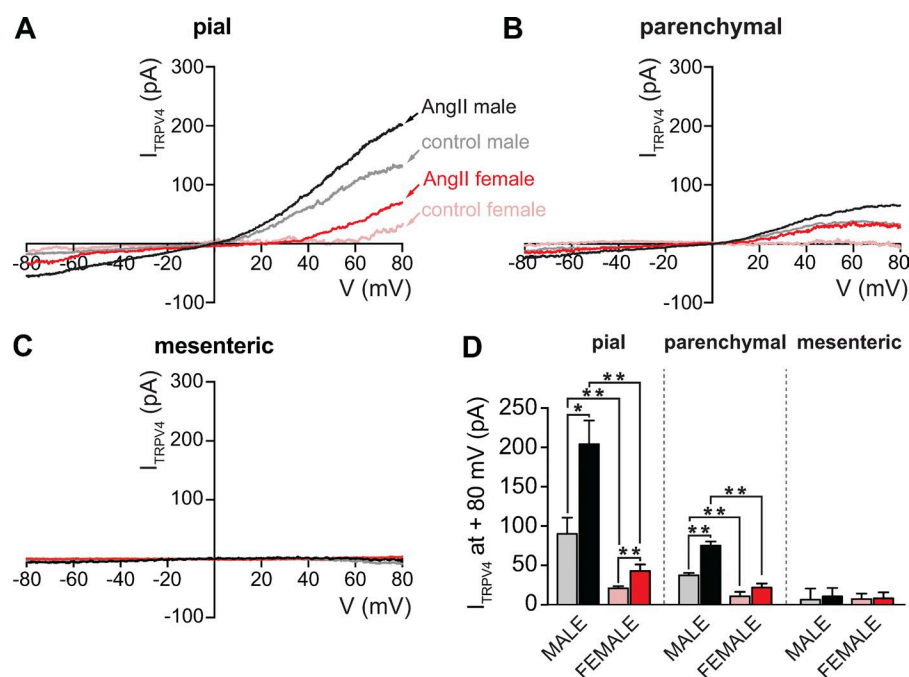 A
pial
I_TRPV4 (pA)
300
200
100
-100
-80 -60 -40 -20 20 40 60 80
V (mV)
AngII male
control male
AngII female
control female
B
parenchymal
I_TRPV4 (pA)
300
200
100
-100
-80 -60 -40 -20 20 40 60 80
V (mV)
C
mesenteric
I_TRPV4 (pA)
300
200
100
-100
-80 -60 -40 -20 20 40 60 80
V (mV)
D
pial parenchymal mesenteric
I_TRPV4 at + 80 mV (pA)
250
200
150
100
50
0
**
**
*
**
**
**
**
MALE FEMALE MALE FEMALE MALE FEMALE